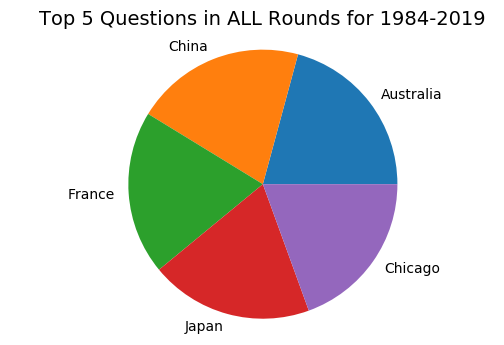 Top 5 Questions in ALL Rounds for 1984-2019
China
Australia
France
Chicago
Japan